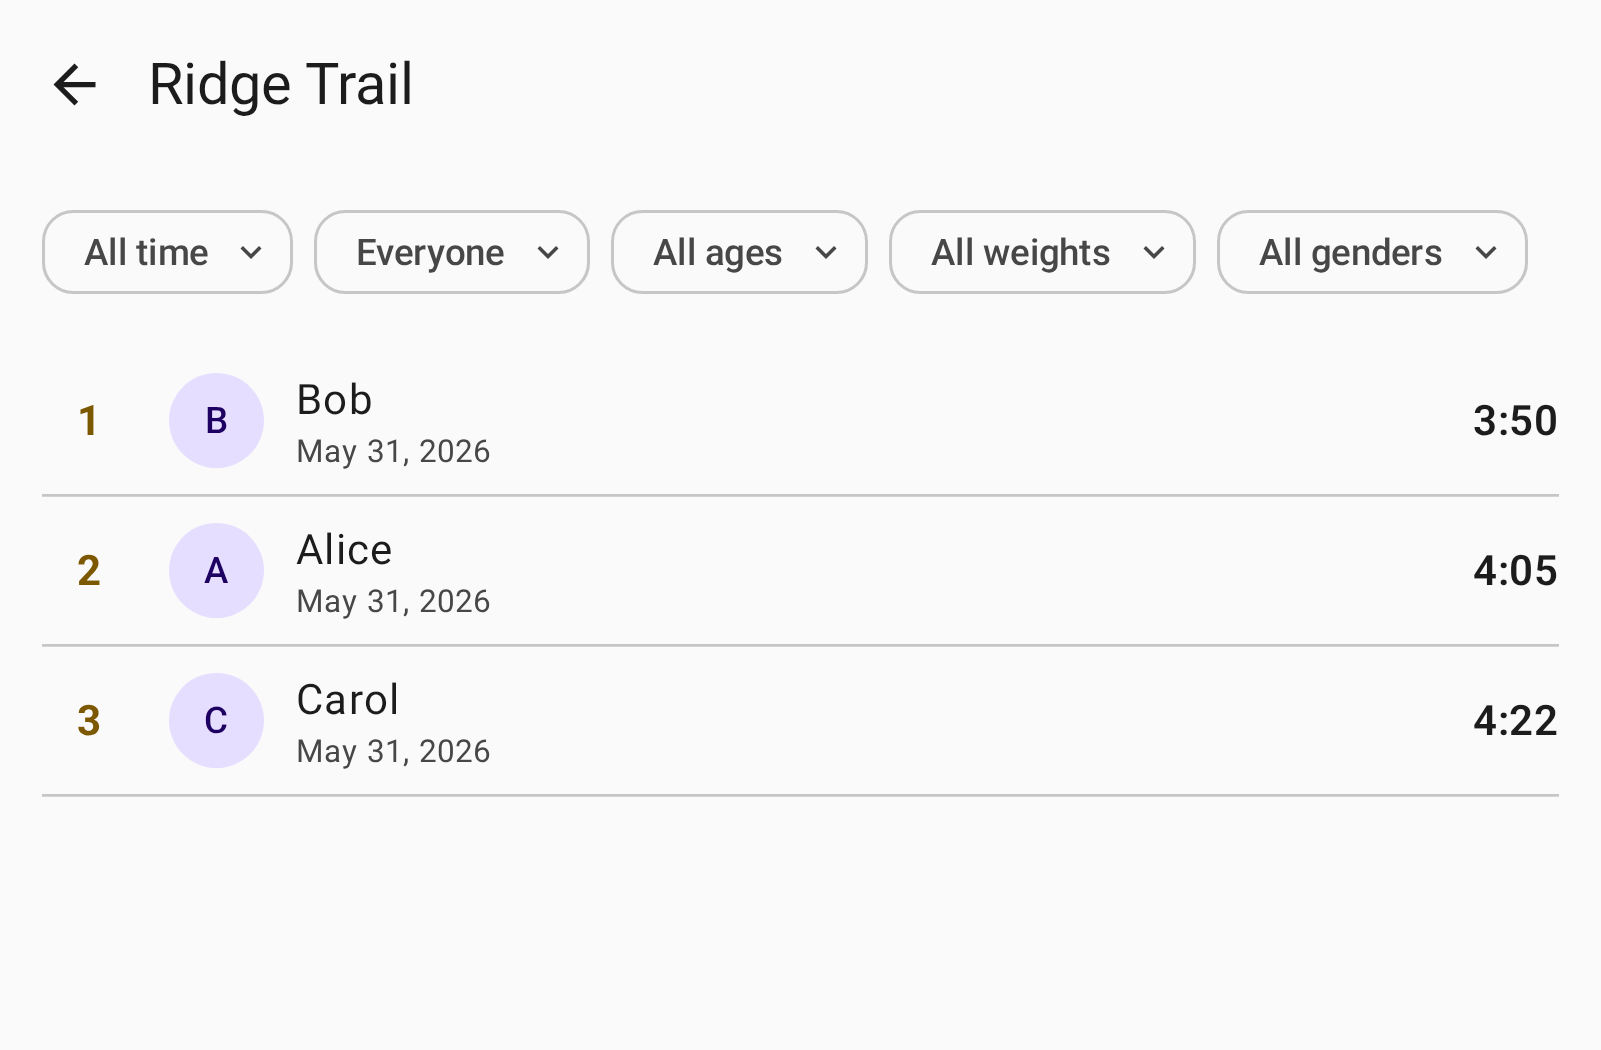 Ridge Trail
All time Everyone All ages All weights All genders
1 B Bob 3:50
May 31, 2026
2 A Alice 4:05
May 31, 2026
3 C Carol 4:22
May 31, 2026